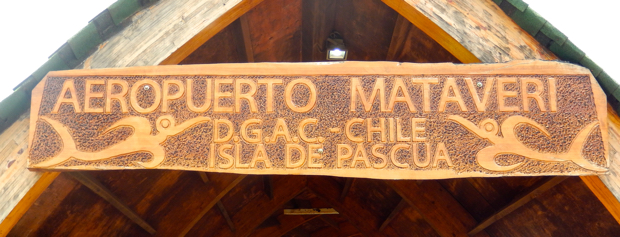 AEROPUERTO MATAVERI
D.G.A.C.-CHILE
ISLA DE PASCUA